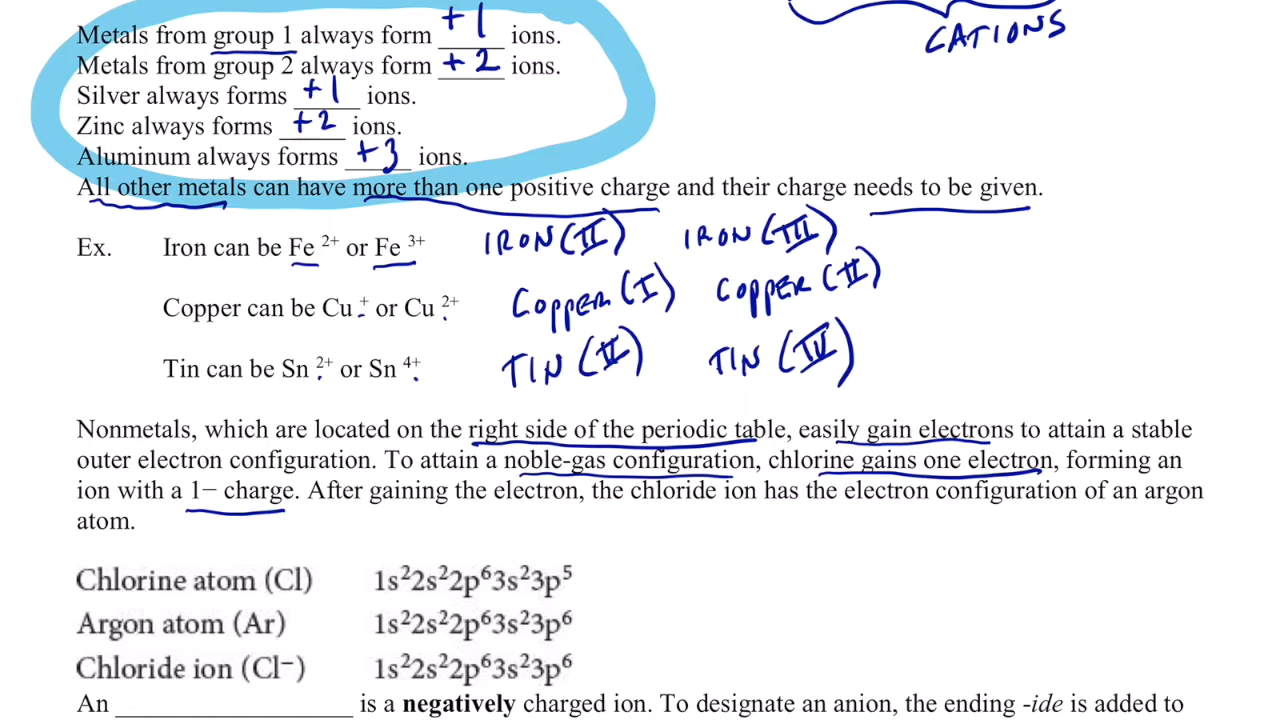 CATIONS
Metals from group 1 always form +1 ions.
Metals from group 2 always form +2 ions.
Silver always forms +1 ions.
Zinc always forms +2 ions.
Aluminum always forms +3 ions.
All other metals can have more than one positive charge and their charge needs to be given.
Ex. Iron can be Fe 2+ or Fe 3+ IRON (II) IRON (III)
Copper can be Cu + or Cu 2+ COPPER (I) COPPER (II)
Tin can be Sn 2+ or Sn 4+ TIN (II) TIN (IV)
Nonmetals, which are located on the right side of the periodic table, easily gain electrons to attain a stable
outer electron configuration. To attain a noble-gas configuration, chlorine gains one electron, forming an
ion with a 1− charge. After gaining the electron, the chloride ion has the electron configuration of an argon
atom.
Chlorine atom (Cl) 1s²2s²2p⁶3s²3p⁵
Argon atom (Ar) 1s²2s²2p⁶3s²3p⁶
Chloride ion (Cl⁻) 1s²2s²2p⁶3s²3p⁶
An _________________ is a negatively charged ion. To designate an anion, the ending -ide is added to